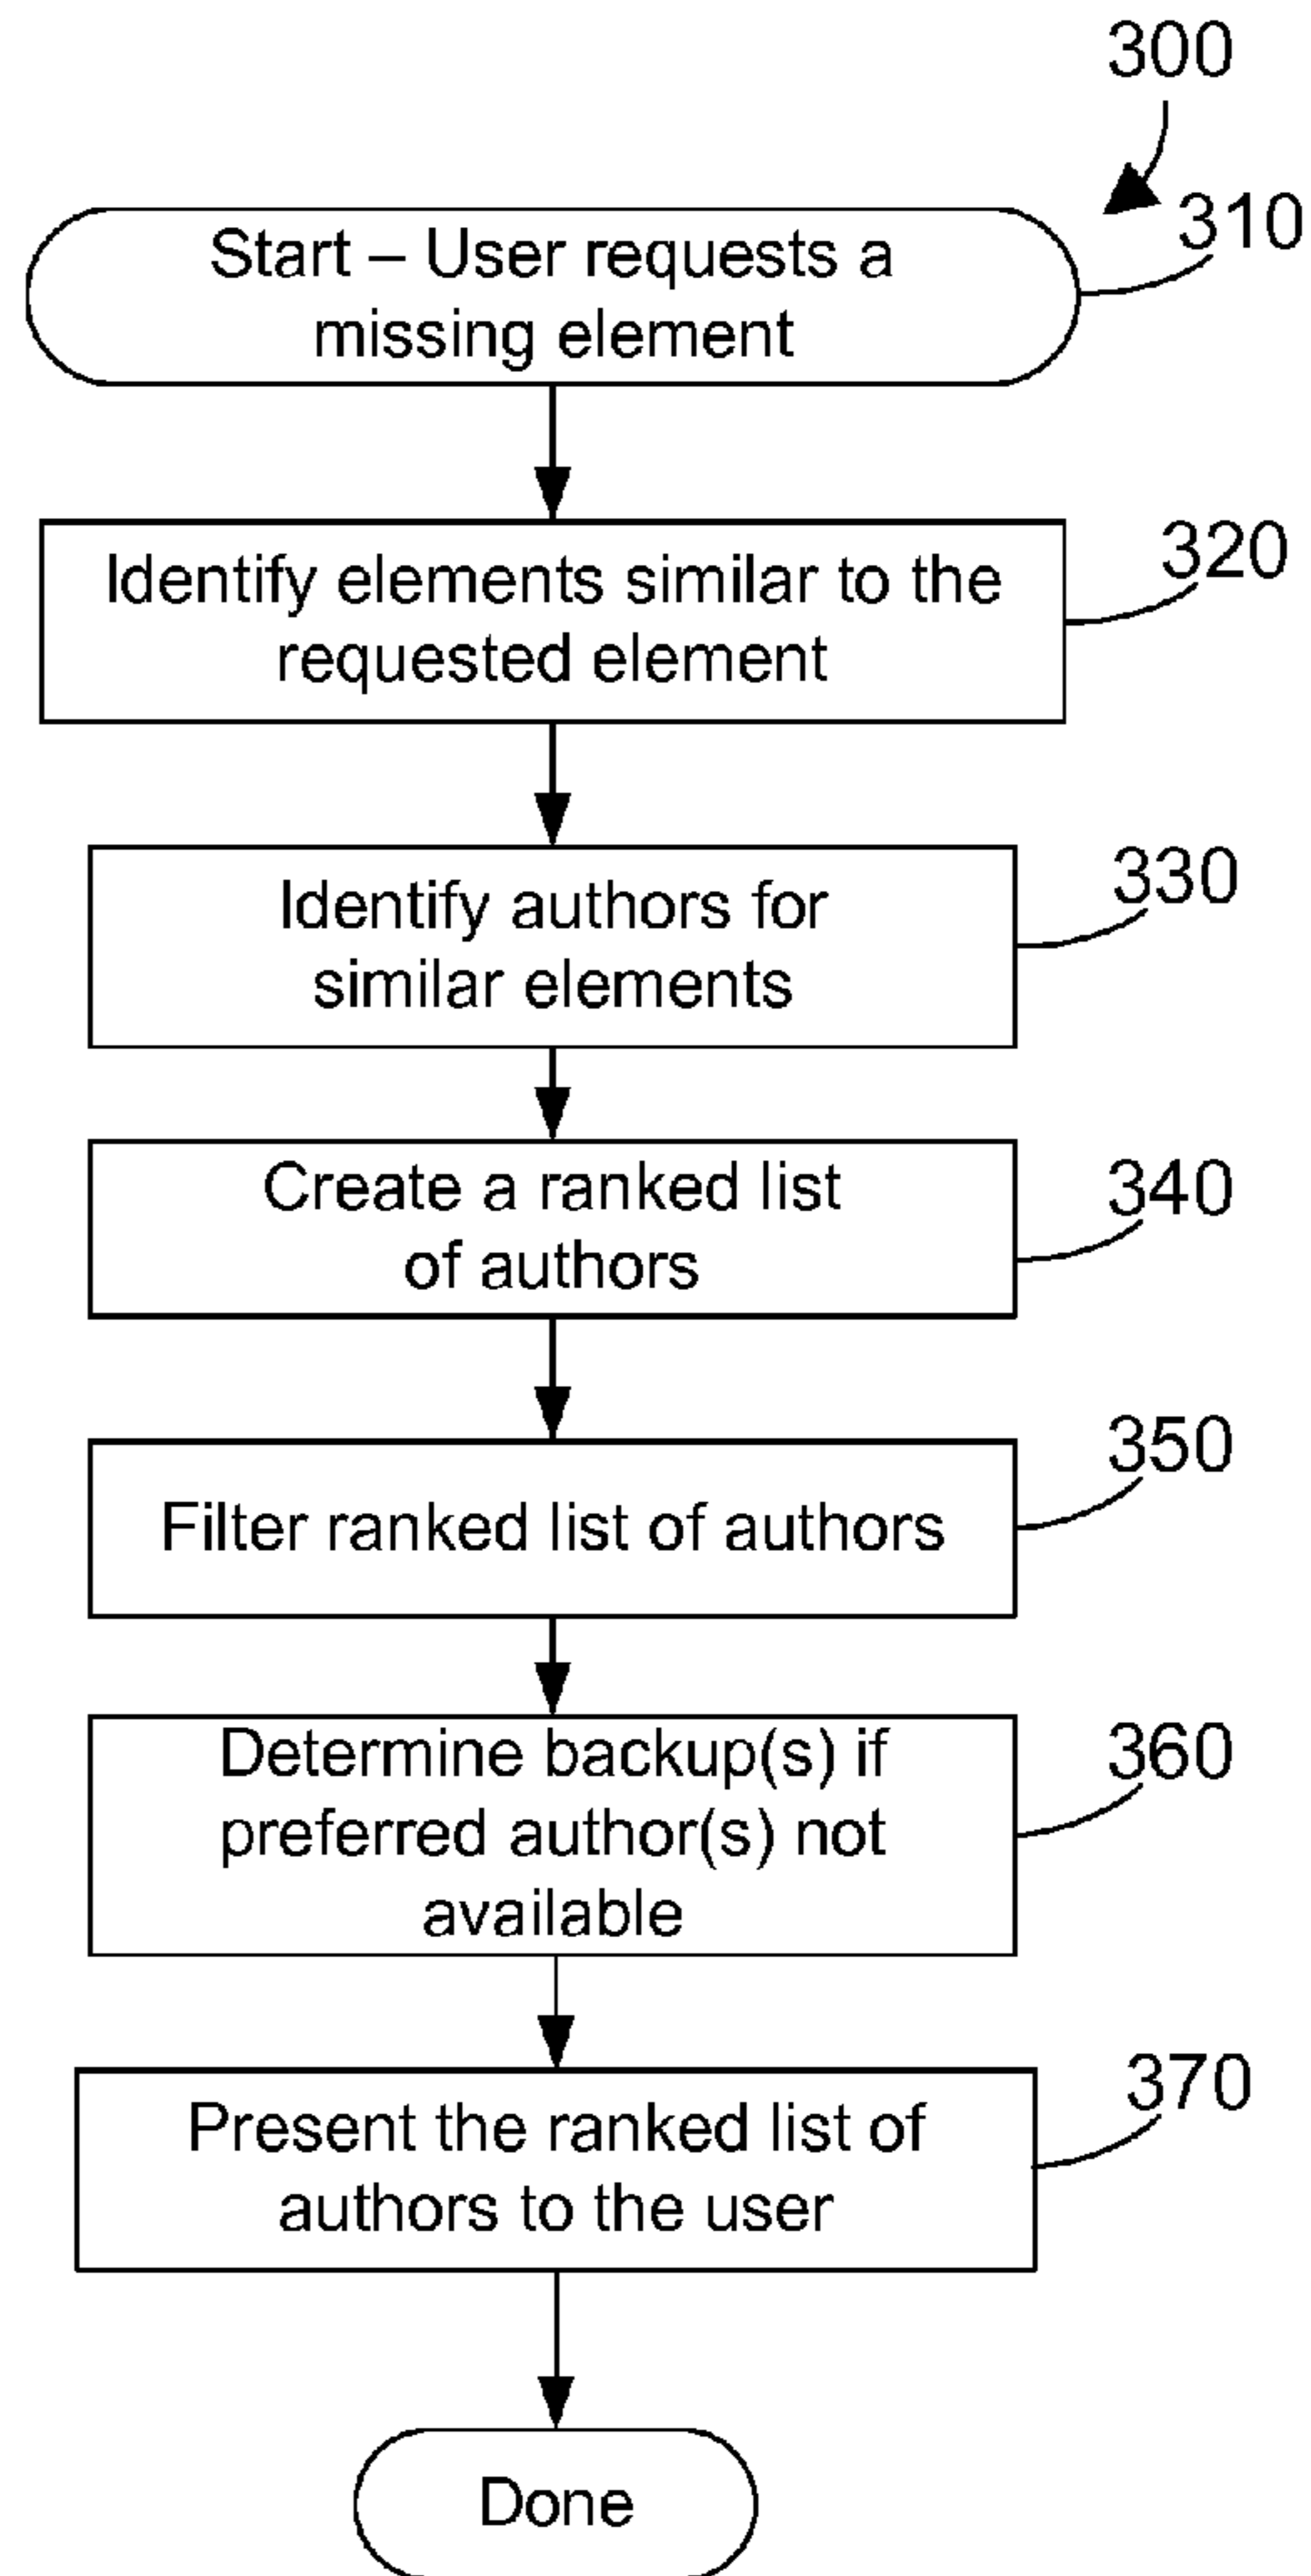 300
310
Start – User requests a
missing element
320
Identify elements similar to the
requested element
330
Identify authors for
similar elements
340
Create a ranked list
of authors
350
Filter ranked list of authors
360
Determine backup(s) if
preferred author(s) not
available
370
Present the ranked list of
authors to the user
Done